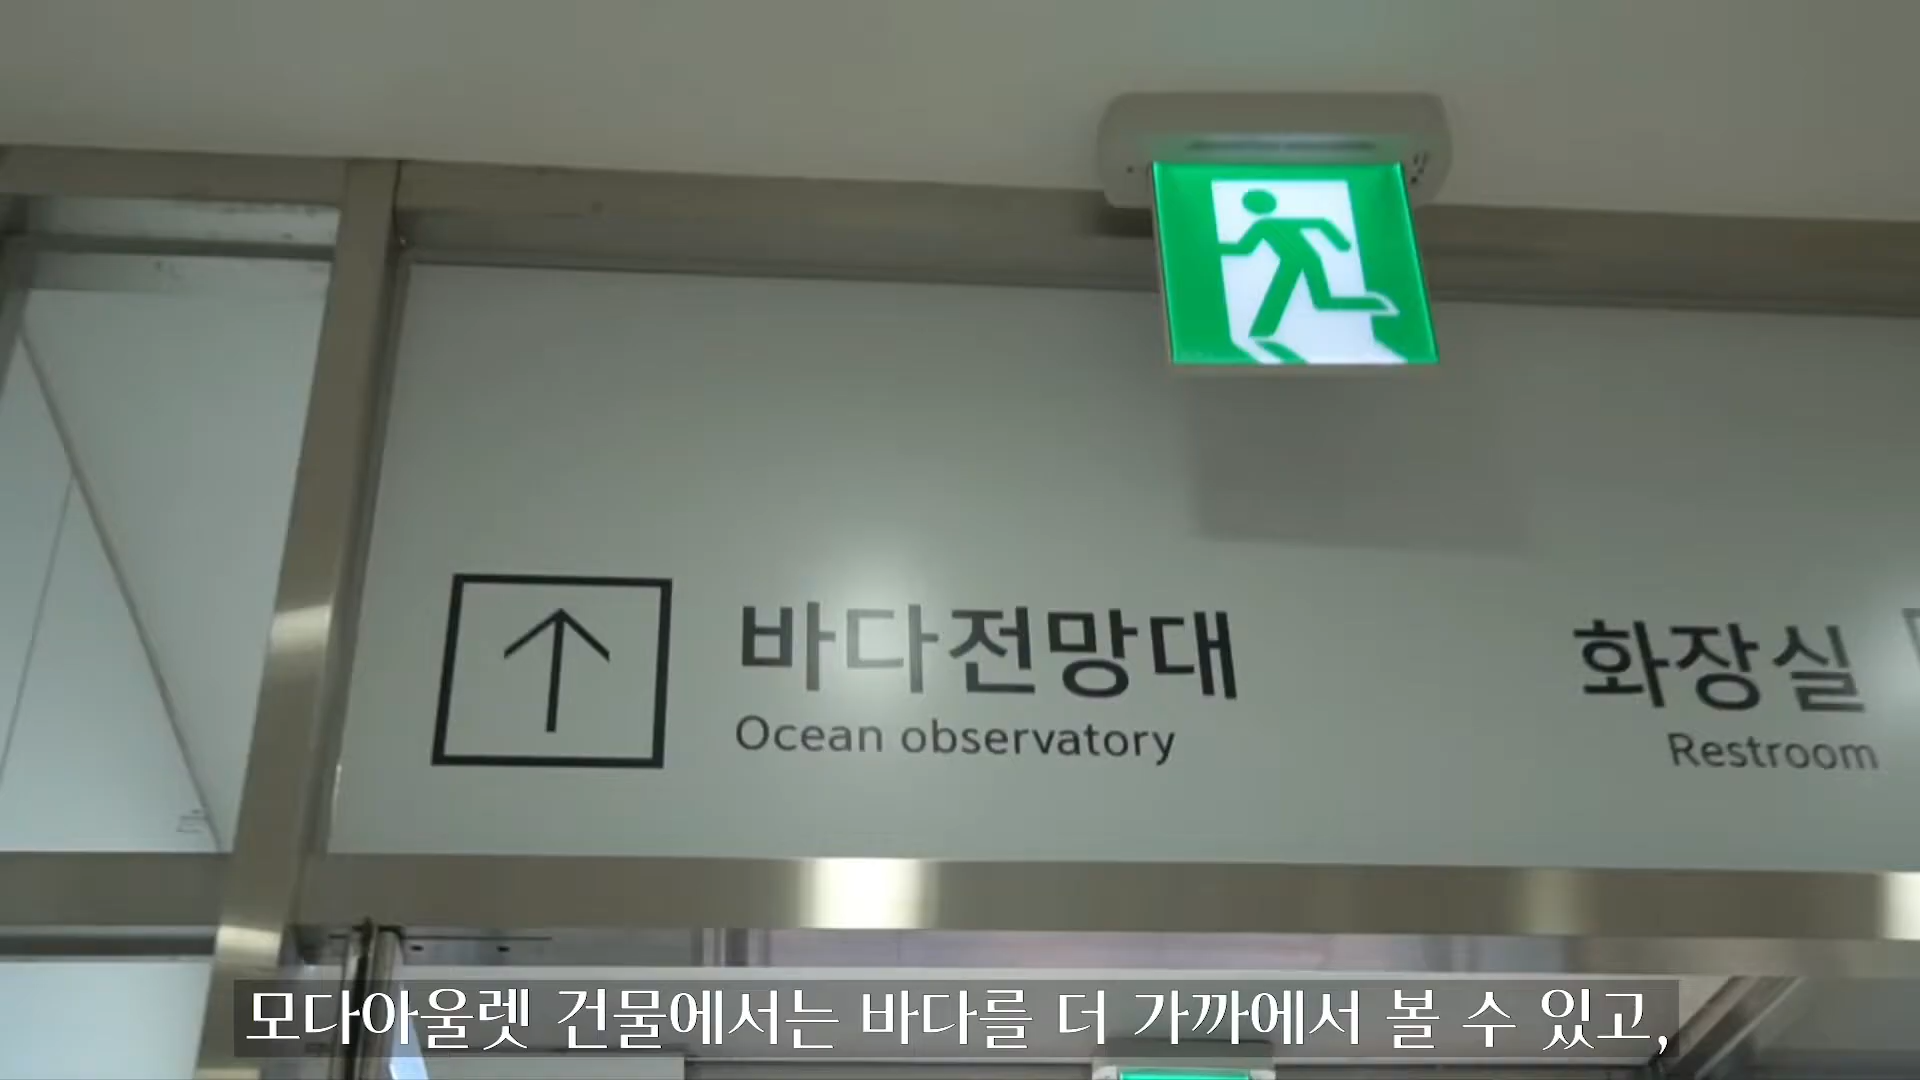 바다전망대
Ocean observatory
화장실
Restroom
모다아울렛 건물에서는 바다를 더 가까에서 볼 수 있고,